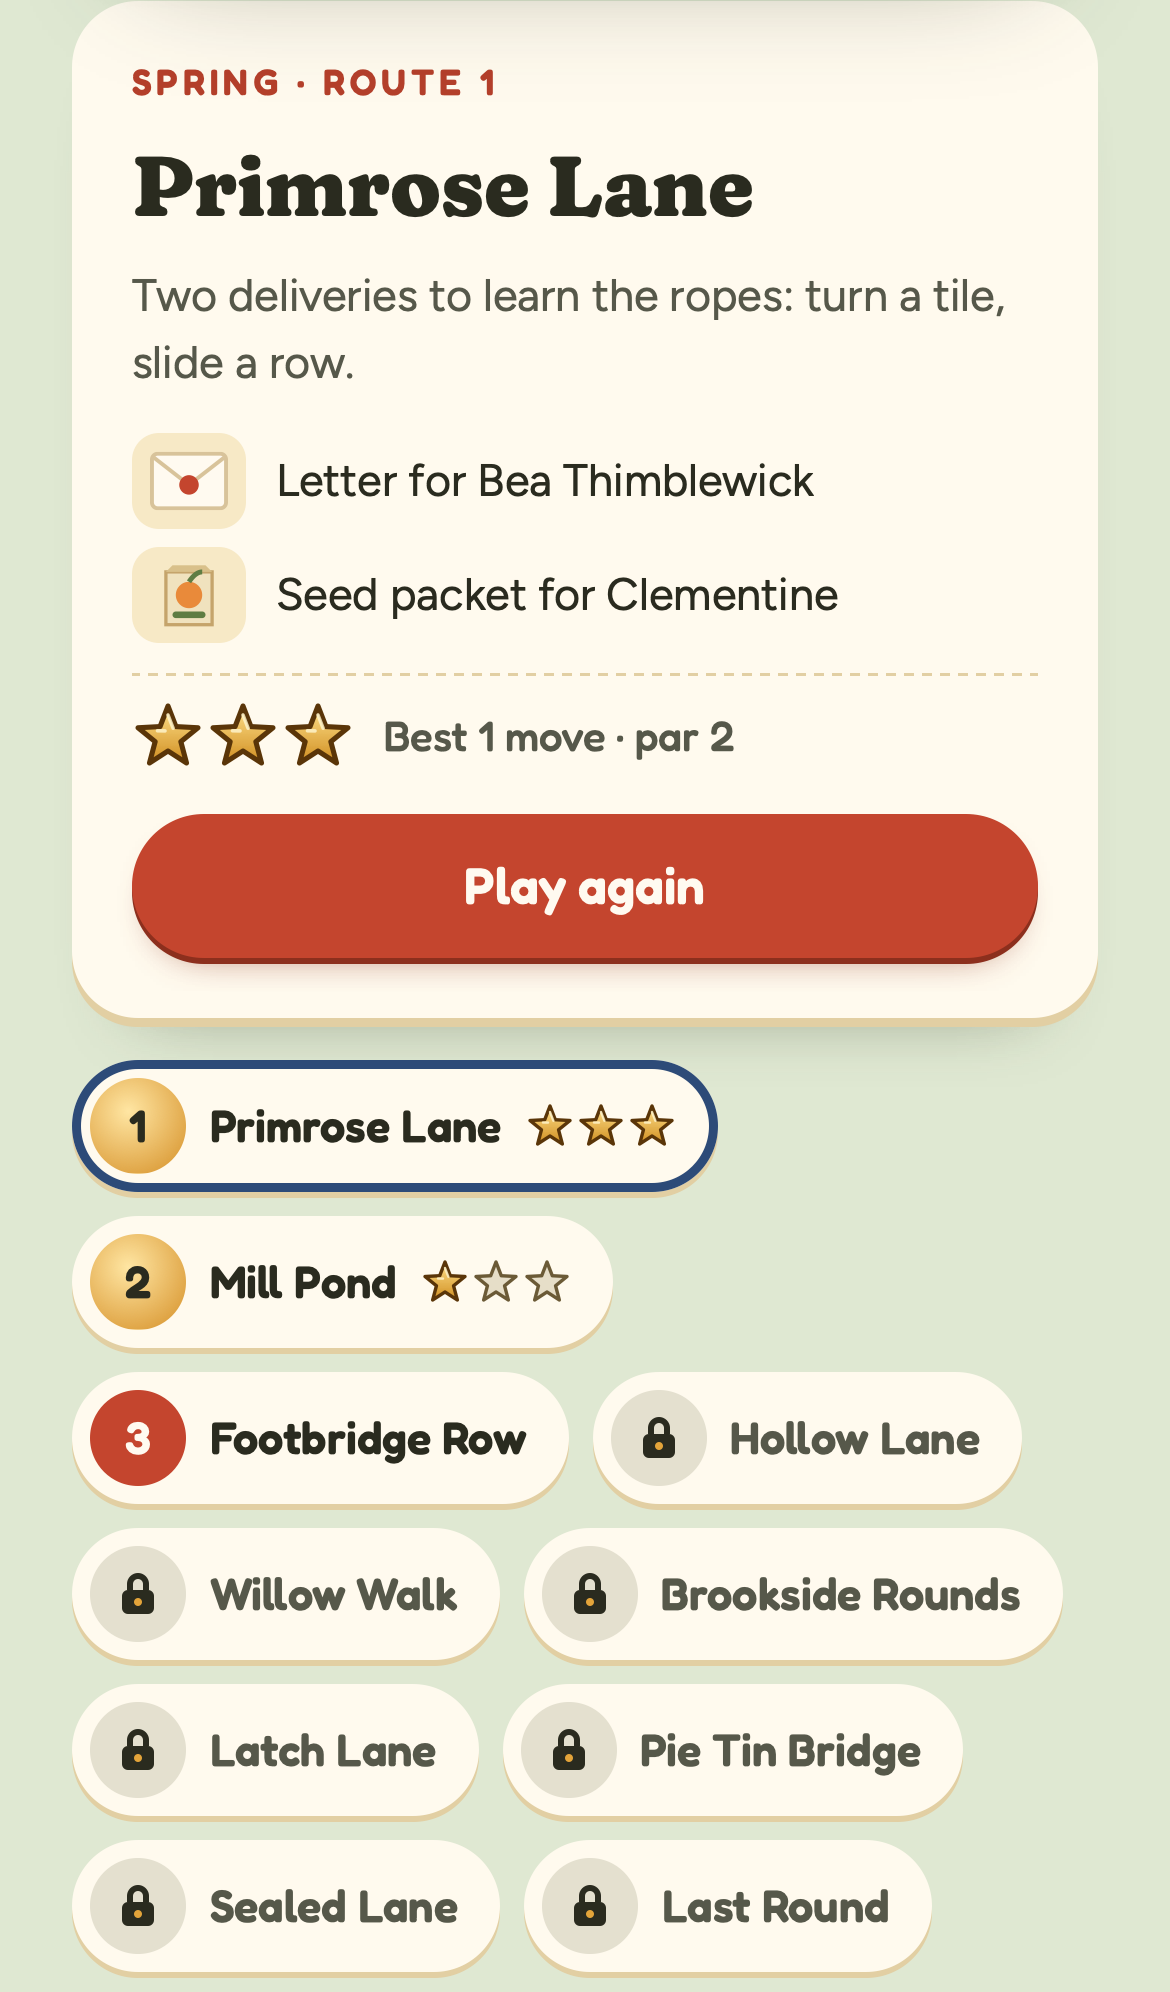 SPRING · ROUTE 1
Primrose Lane
Two deliveries to learn the ropes: turn a tile,
slide a row.
Letter for Bea Thimblewick
Seed packet for Clementine
Best 1 move · par 2
Play again
1 Primrose Lane
2 Mill Pond
3 Footbridge Row
Hollow Lane
Willow Walk
Brookside Rounds
Latch Lane
Pie Tin Bridge
Sealed Lane
Last Round